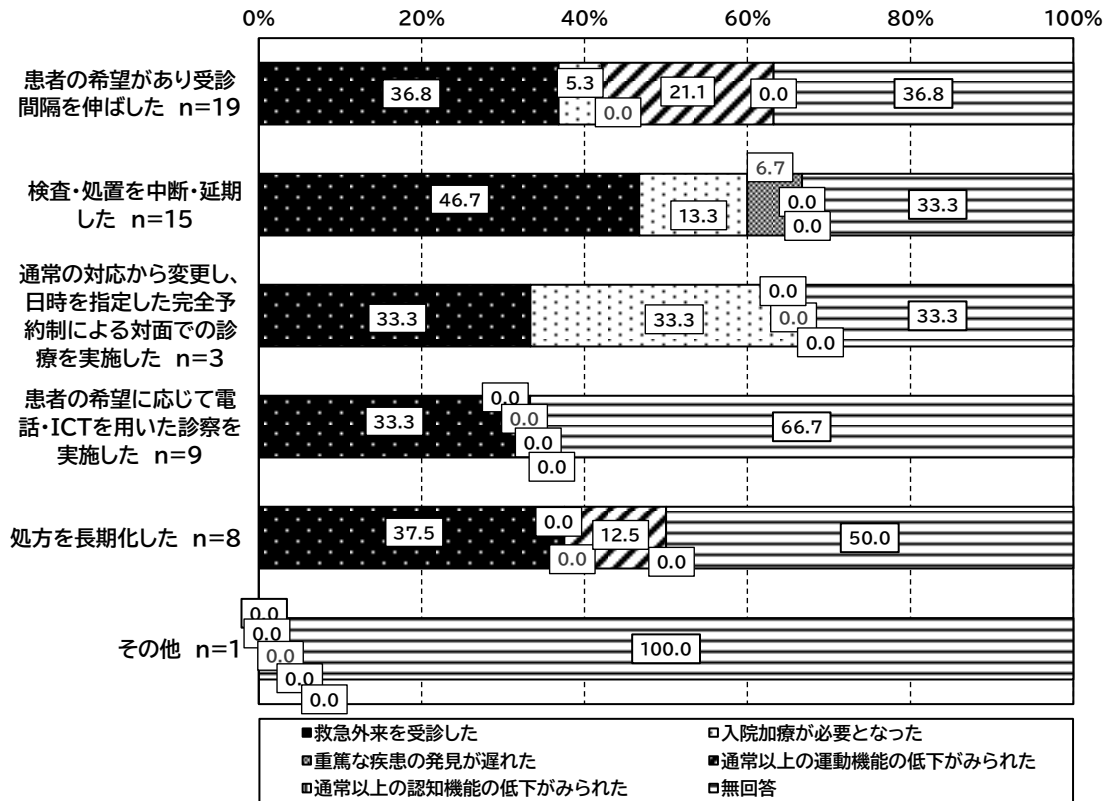 0%
20%
40%
60%
80%
100%
患者の希望があり受診
間隔を伸ばした n=19
36.8
5.3
0.0
21.1
0.0
36.8
検査・処置を中断・延期
した n=15
46.7
13.3
6.7
0.0
0.0
33.3
通常の対応から変更し、
日時を指定した完全予
約制による対面での診
療を実施した n=3
33.3
33.3
0.0
0.0
0.0
33.3
患者の希望に応じて電
話・ICTを用いた診察を
実施した n=9
33.3
0.0
0.0
0.0
0.0
66.7
処方を長期化した n=8
37.5
0.0
0.0
12.5
0.0
50.0
その他 n=1
0.0
0.0
0.0
0.0
0.0
100.0
救急外来を受診した
入院加療が必要となった
重篤な疾患の発見が遅れた
通常以上の運動機能の低下がみられた
通常以上の認知機能の低下がみられた
無回答